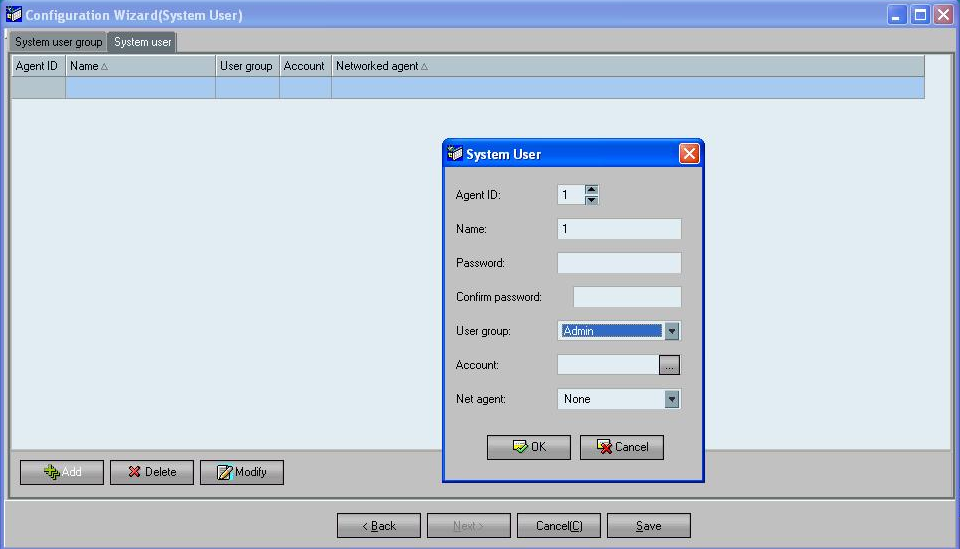 Configuration Wizard(System User)
System user group System user
Agent ID Name User group Account Networked agent
System User
Agent ID: 1
Name: 1
Password:
Confirm password:
User group: Admin
Account: ...
Net agent: None
OK Cancel
Add Delete Modify
< Back Next > Cancel(C) Save